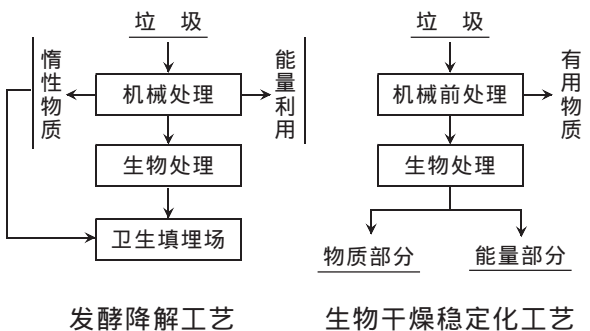 垃 圾
惰性物质
机械处理
能量利用
生物处理
卫生填埋场
发酵降解工艺
垃 圾
机械前处理
有用物质
生物处理
物质部分
能量部分
生物干燥稳定化工艺